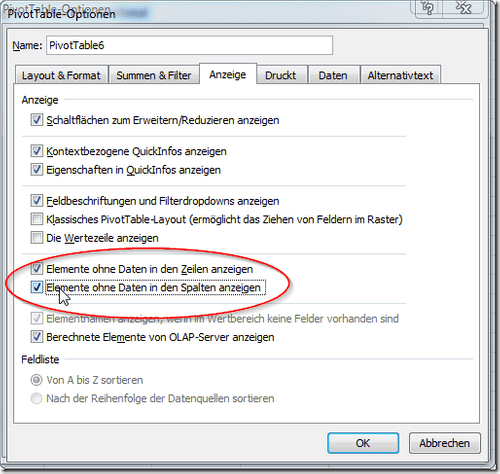 PivotTable-Optionen
PivotTable-Optionen
Name: PivotTable6
Layout & Format Summen & Filter Anzeige Druckt Daten Alternativtext
Anzeige
Schaltflächen zum Erweitern/Reduzieren anzeigen
Kontextbezogene QuickInfos anzeigen
Eigenschaften in QuickInfos anzeigen
Feldbeschriftungen und Filterdropdowns anzeigen
Klassisches PivotTable-Layout (ermöglicht das Ziehen von Feldern im Raster)
Die Wertezeile anzeigen
Elemente ohne Daten in den Zeilen anzeigen
Elemente ohne Daten in den Spalten anzeigen
Elementnamen anzeigen, wenn im Wertbereich keine Felder vorhanden sind
Berechnete Elemente von OLAP-Server anzeigen
Feldliste
Von A bis Z sortieren
Nach der Reihenfolge der Datenquellen sortieren
OK Abbrechen